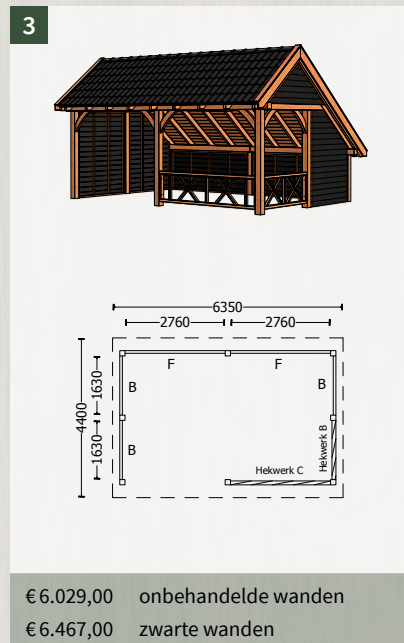 3
6350
2760 2760
F F
B B
1630
4400
1630
B
Hekwerk B
Hekwerk C
€ 6.029,00 onbehandelde wanden
€ 6.467,00 zwarte wanden